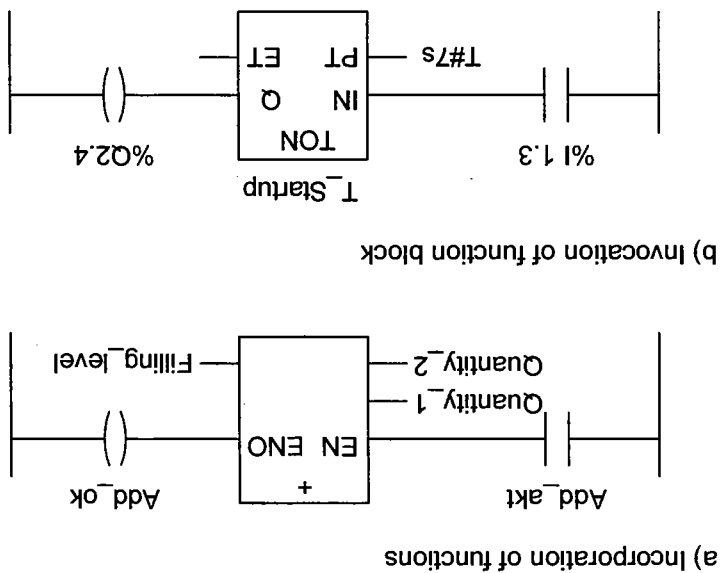 a) Incorporation of functions
Add_akt
+
Add_ok
EN ENO
Quantity_1
Quantity_2
Filling_level
b) Invocation of function block
T_Startup
%I 1.3
TON
%Q2.4
IN Q
T#7s
PT ET